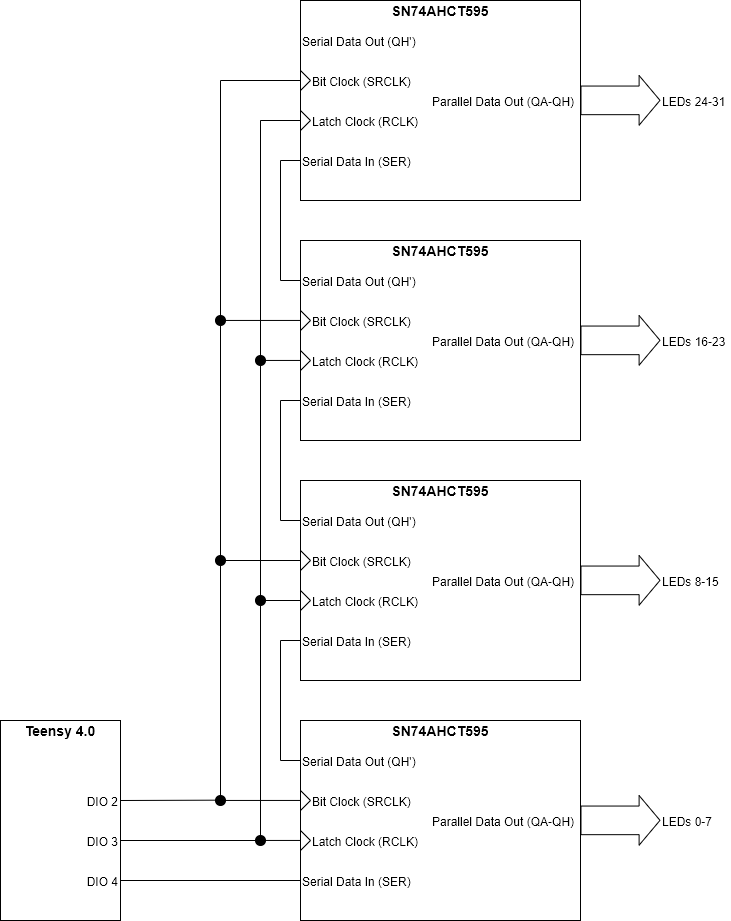 SN74AHCT595
Serial Data Out (QH')
Bit Clock (SRCLK)
Parallel Data Out (QA-QH)
LEDs 24-31
Latch Clock (RCLK)
Serial Data In (SER)
SN74AHCT595
Serial Data Out (QH')
Bit Clock (SRCLK)
Parallel Data Out (QA-QH)
LEDs 16-23
Latch Clock (RCLK)
Serial Data In (SER)
SN74AHCT595
Serial Data Out (QH')
Bit Clock (SRCLK)
Parallel Data Out (QA-QH)
LEDs 8-15
Latch Clock (RCLK)
Serial Data In (SER)
Teensy 4.0
DIO 2
DIO 3
DIO 4
SN74AHCT595
Serial Data Out (QH')
Bit Clock (SRCLK)
Parallel Data Out (QA-QH)
LEDs 0-7
Latch Clock (RCLK)
Serial Data In (SER)